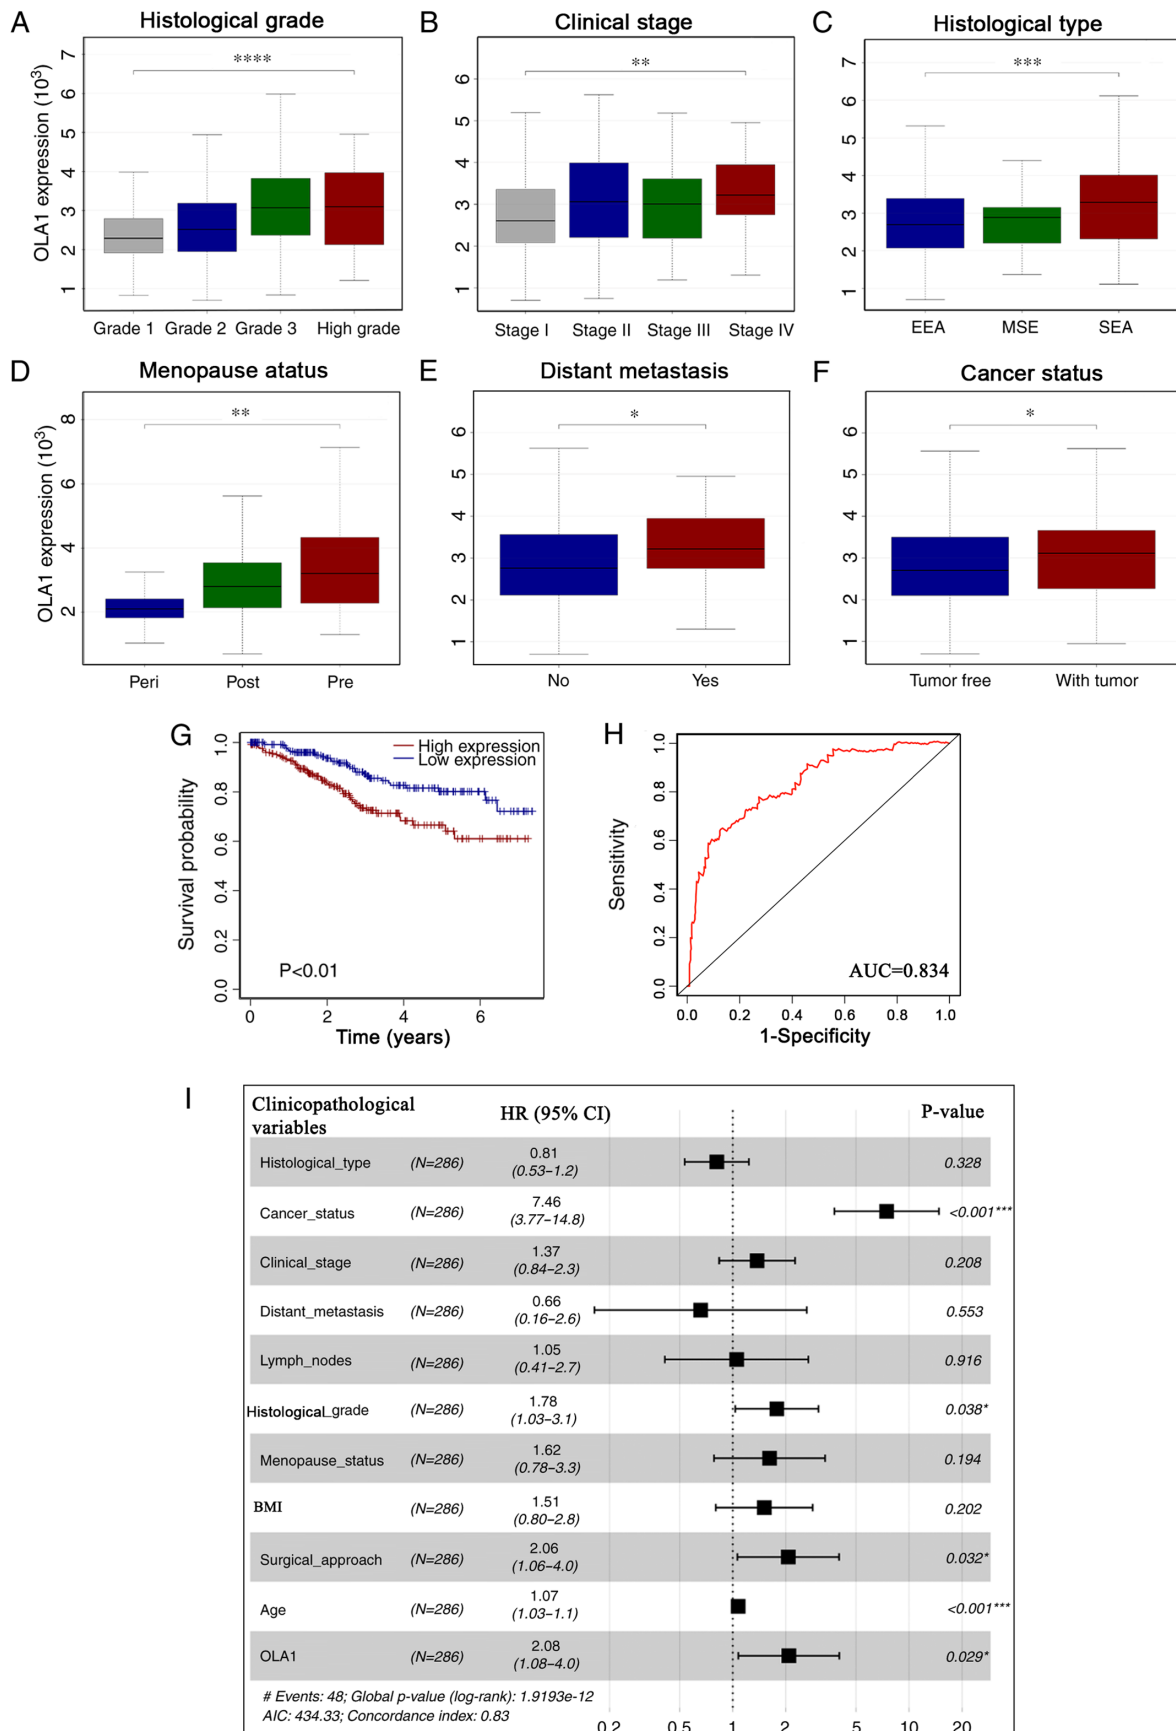 A
Histological grade
OLA1 expression (10³)
7
6
5
4
3
2
1
****
Grade 1 Grade 2 Grade 3 High grade
B
Clinical stage
6
5
4
3
2
1
**
Stage I Stage II Stage III Stage IV
C
Histological type
7
6
5
4
3
2
1
***
EEA MSE SEA
D
Menopause atatus
OLA1 expression (10³)
8
6
4
2
**
Peri Post Pre
E
Distant metastasis
6
5
4
3
2
1
*
No Yes
F
Cancer status
6
5
4
3
2
1
*
Tumor free With tumor
G
Survival probability
1.0
0.8
0.6
0.4
0.2
0.0
High expression
Low expression
P<0.01
0 2 4 6
Time (years)
H
Sensitivity
1.0
0.8
0.6
0.4
0.2
0.0
AUC=0.834
0.0 0.2 0.4 0.6 0.8 1.0
1-Specificity
I
Clinicopathological variables HR (95% CI) P-value
Histological_type (N=286) 0.81 (0.53–1.2) 0.328
Cancer_status (N=286) 7.46 (3.77–14.8) <0.001***
Clinical_stage (N=286) 1.37 (0.84–2.3) 0.208
Distant_metastasis (N=286) 0.66 (0.16–2.6) 0.553
Lymph_nodes (N=286) 1.05 (0.41–2.7) 0.916
Histological_grade (N=286) 1.78 (1.03–3.1) 0.038*
Menopause_status (N=286) 1.62 (0.78–3.3) 0.194
BMI (N=286) 1.51 (0.80–2.8) 0.202
Surgical_approach (N=286) 2.06 (1.06–4.0) 0.032*
Age (N=286) 1.07 (1.03–1.1) <0.001***
OLA1 (N=286) 2.08 (1.08–4.0) 0.029*
# Events: 48; Global p-value (log-rank): 1.9193e-12
AIC: 434.33; Concordance index: 0.83
0.2 0.5 1 2 5 10 20